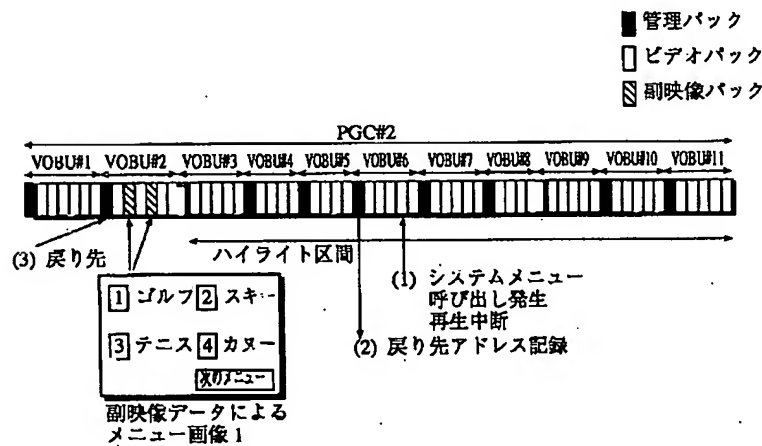 管理パック
ビデオパック
副映像パック
PGC#2
VOBU#1 VOBU#2 VOBU#3 VOBU#4 VOBU#5 VOBU#6 VOBU#7 VOBU#8 VOBU#9 VOBU#10 VOBU#11
(3) 戻り先
ハイライト区間
(1) システムメニュー
呼び出し発生
再生中断
(2) 戻り先アドレス記録
1 ゴルフ 2 スキー
3 テニス 4 カヌー
次のメニュー
副映像データによる
メニュー画像 1